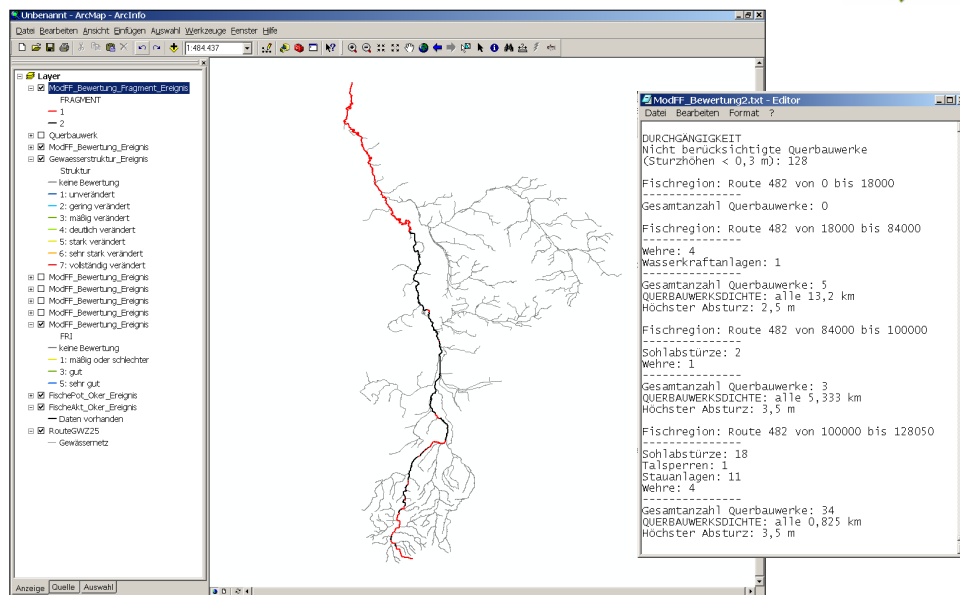 Unbenannt - ArcMap - ArcInfo
Datei Bearbeiten Ansicht Einfügen Auswahl Werkzeuge Fenster Hilfe
1:484.437
Layer
ModFF_Bewertung_Fragment_Ereignis
FRAGMENT
1
2
Querbauwerk
ModFF_Bewertung_Ereignis
Gewaesserstruktur_Ereignis
Struktur
keine Bewertung
1: unverändert
2: gering verändert
3: mäßig verändert
4: deutlich verändert
5: stark verändert
6: sehr stark verändert
7: vollständig verändert
ModFF_Bewertung_Ereignis
ModFF_Bewertung_Ereignis
ModFF_Bewertung_Ereignis
ModFF_Bewertung_Ereignis
ModFF_Bewertung_Ereignis
FRI
keine Bewertung
1: mäßig oder schlechter
3: gut
5: sehr gut
FischePot_Oker_Ereignis
FischeAkt_Oker_Ereignis
Daten vorhanden
RouteGWZ25
Gewässernetz
Anzeige Quelle Auswahl
ModFF_Bewertung2.txt - Editor
Datei Bearbeiten Format ?
DURCHGÄNGIGKEIT
Nicht berücksichtigte Querbauwerke
(Sturzhöhen < 0,3 m): 128
Fischregion: Route 482 von 0 bis 18000
--------------
Gesamtanzahl Querbauwerke: 0
Fischregion: Route 482 von 18000 bis 84000
--------------
Wehre: 4
Wasserkraftanlagen: 1
--------------
Gesamtanzahl Querbauwerke: 5
QUERBAUWERKSDICHTE: alle 13,2 km
Höchster Absturz: 2,5 m
Fischregion: Route 482 von 84000 bis 100000
--------------
Sohlabstürze: 2
Wehre: 1
--------------
Gesamtanzahl Querbauwerke: 3
QUERBAUWERKSDICHTE: alle 5,333 km
Höchster Absturz: 3,5 m
Fischregion: Route 482 von 100000 bis 128050
--------------
Sohlabstürze: 18
Talsperren: 1
Stauanlagen: 11
Wehre: 4
--------------
Gesamtanzahl Querbauwerke: 34
QUERBAUWERKSDICHTE: alle 0,825 km
Höchster Absturz: 3,5 m